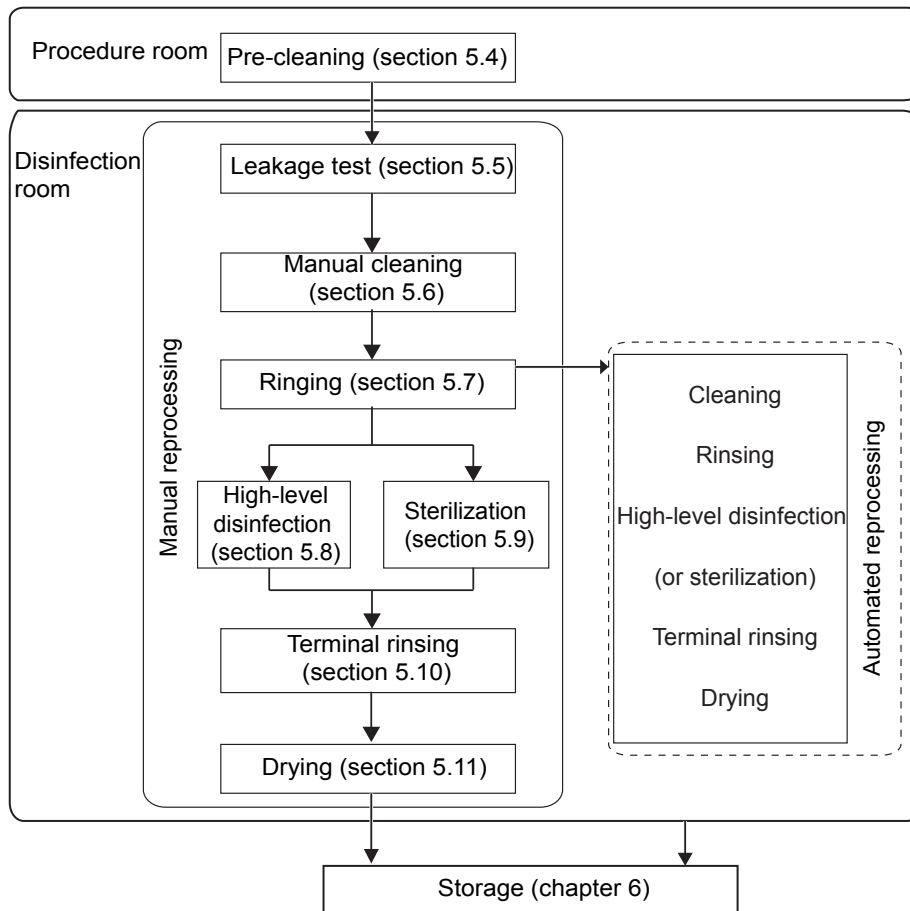 Procedure room
Pre-cleaning (section 5.4)
Disinfection
room
Leakage test (section 5.5)
Manual cleaning
(section 5.6)
Ringing (section 5.7)
High-level
disinfection
(section 5.8)
Sterilization
(section 5.9)
Terminal rinsing
(section 5.10)
Drying (section 5.11)
Manual reprocessing
Cleaning
Rinsing
High-level disinfection
(or sterilization)
Terminal rinsing
Drying
Automated reprocessing
Storage (chapter 6)